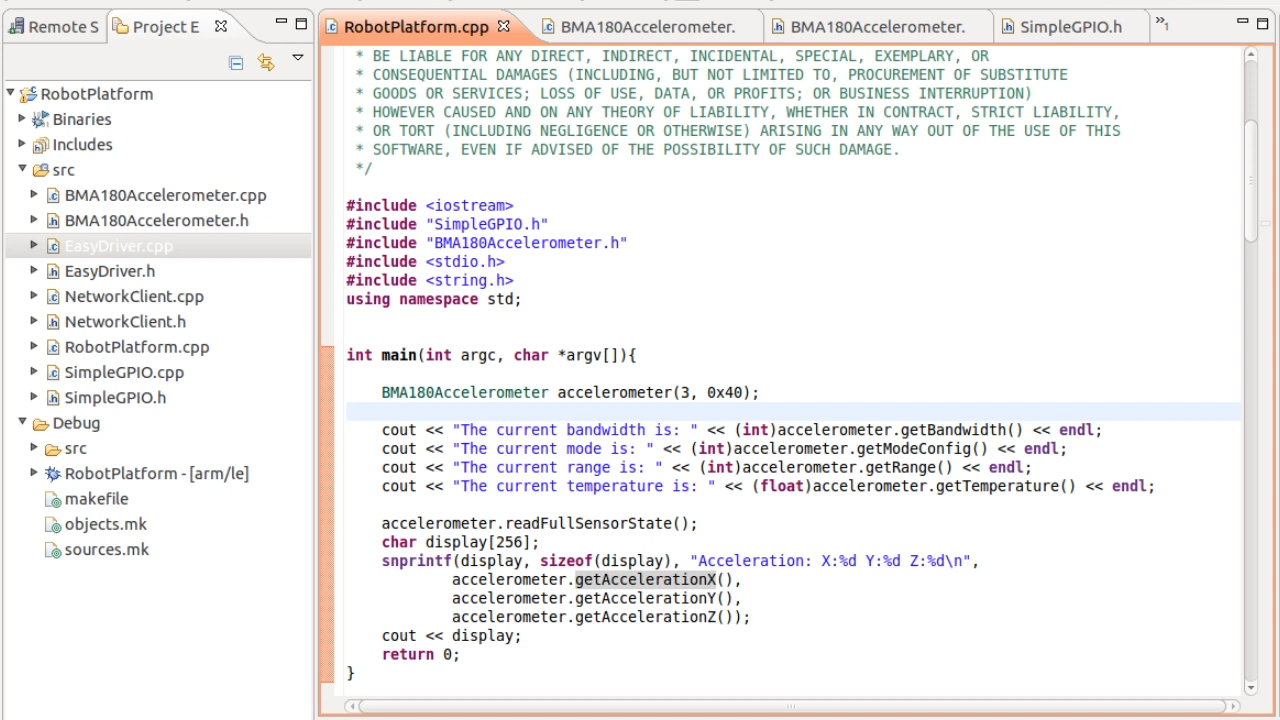 Remote S
Project E
RobotPlatform
Binaries
Includes
src
BMA180Accelerometer.cpp
BMA180Accelerometer.h
EasyDriver.cpp
EasyDriver.h
NetworkClient.cpp
NetworkClient.h
RobotPlatform.cpp
SimpleGPIO.cpp
SimpleGPIO.h
Debug
src
RobotPlatform - [arm/le]
makefile
objects.mk
sources.mk
RobotPlatform.cpp
BMA180Accelerometer.
BMA180Accelerometer.
SimpleGPIO.h
»1
* BE LIABLE FOR ANY DIRECT, INDIRECT, INCIDENTAL, SPECIAL, EXEMPLARY, OR
* CONSEQUENTIAL DAMAGES (INCLUDING, BUT NOT LIMITED TO, PROCUREMENT OF SUBSTITUTE
* GOODS OR SERVICES; LOSS OF USE, DATA, OR PROFITS; OR BUSINESS INTERRUPTION)
* HOWEVER CAUSED AND ON ANY THEORY OF LIABILITY, WHETHER IN CONTRACT, STRICT LIABILITY,
* OR TORT (INCLUDING NEGLIGENCE OR OTHERWISE) ARISING IN ANY WAY OUT OF THE USE OF THIS
* SOFTWARE, EVEN IF ADVISED OF THE POSSIBILITY OF SUCH DAMAGE.
*/
#include <iostream>
#include "SimpleGPIO.h"
#include "BMA180Accelerometer.h"
#include <stdio.h>
#include <string.h>
using namespace std;
int main(int argc, char *argv[]){
BMA180Accelerometer accelerometer(3, 0x40);
cout << "The current bandwidth is: " << (int)accelerometer.getBandwidth() << endl;
cout << "The current mode is: " << (int)accelerometer.getModeConfig() << endl;
cout << "The current range is: " << (int)accelerometer.getRange() << endl;
cout << "The current temperature is: " << (float)accelerometer.getTemperature() << endl;
accelerometer.readFullSensorState();
char display[256];
snprintf(display, sizeof(display), "Acceleration: X:%d Y:%d Z:%d\n",
accelerometer.getAccelerationX(),
accelerometer.getAccelerationY(),
accelerometer.getAccelerationZ());
cout << display;
return 0;
}